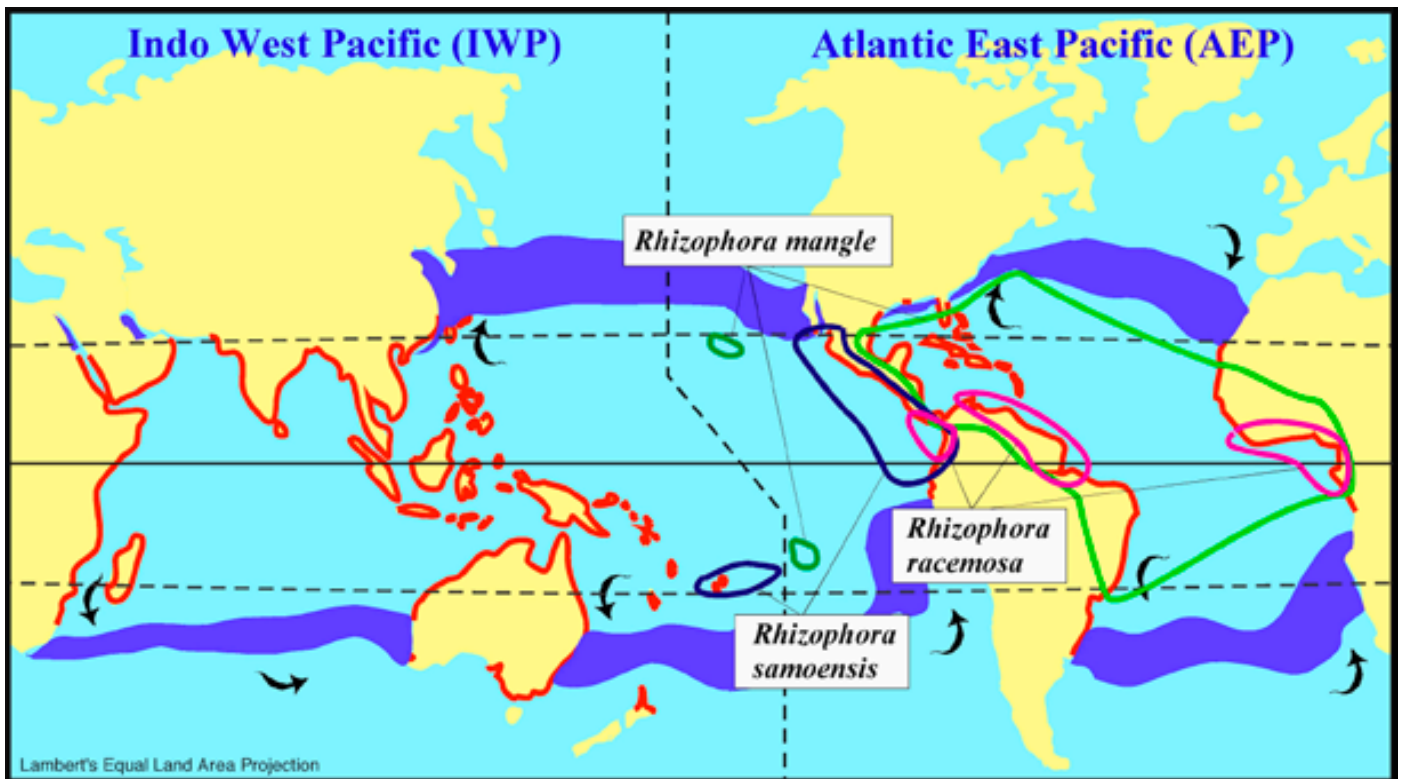 Indo West Pacific (IWP)
Atlantic East Pacific (AEP)
Rhizophora mangle
Rhizophora
racemosa
Rhizophora
samoensis
Lambert's Equal Land Area Projection